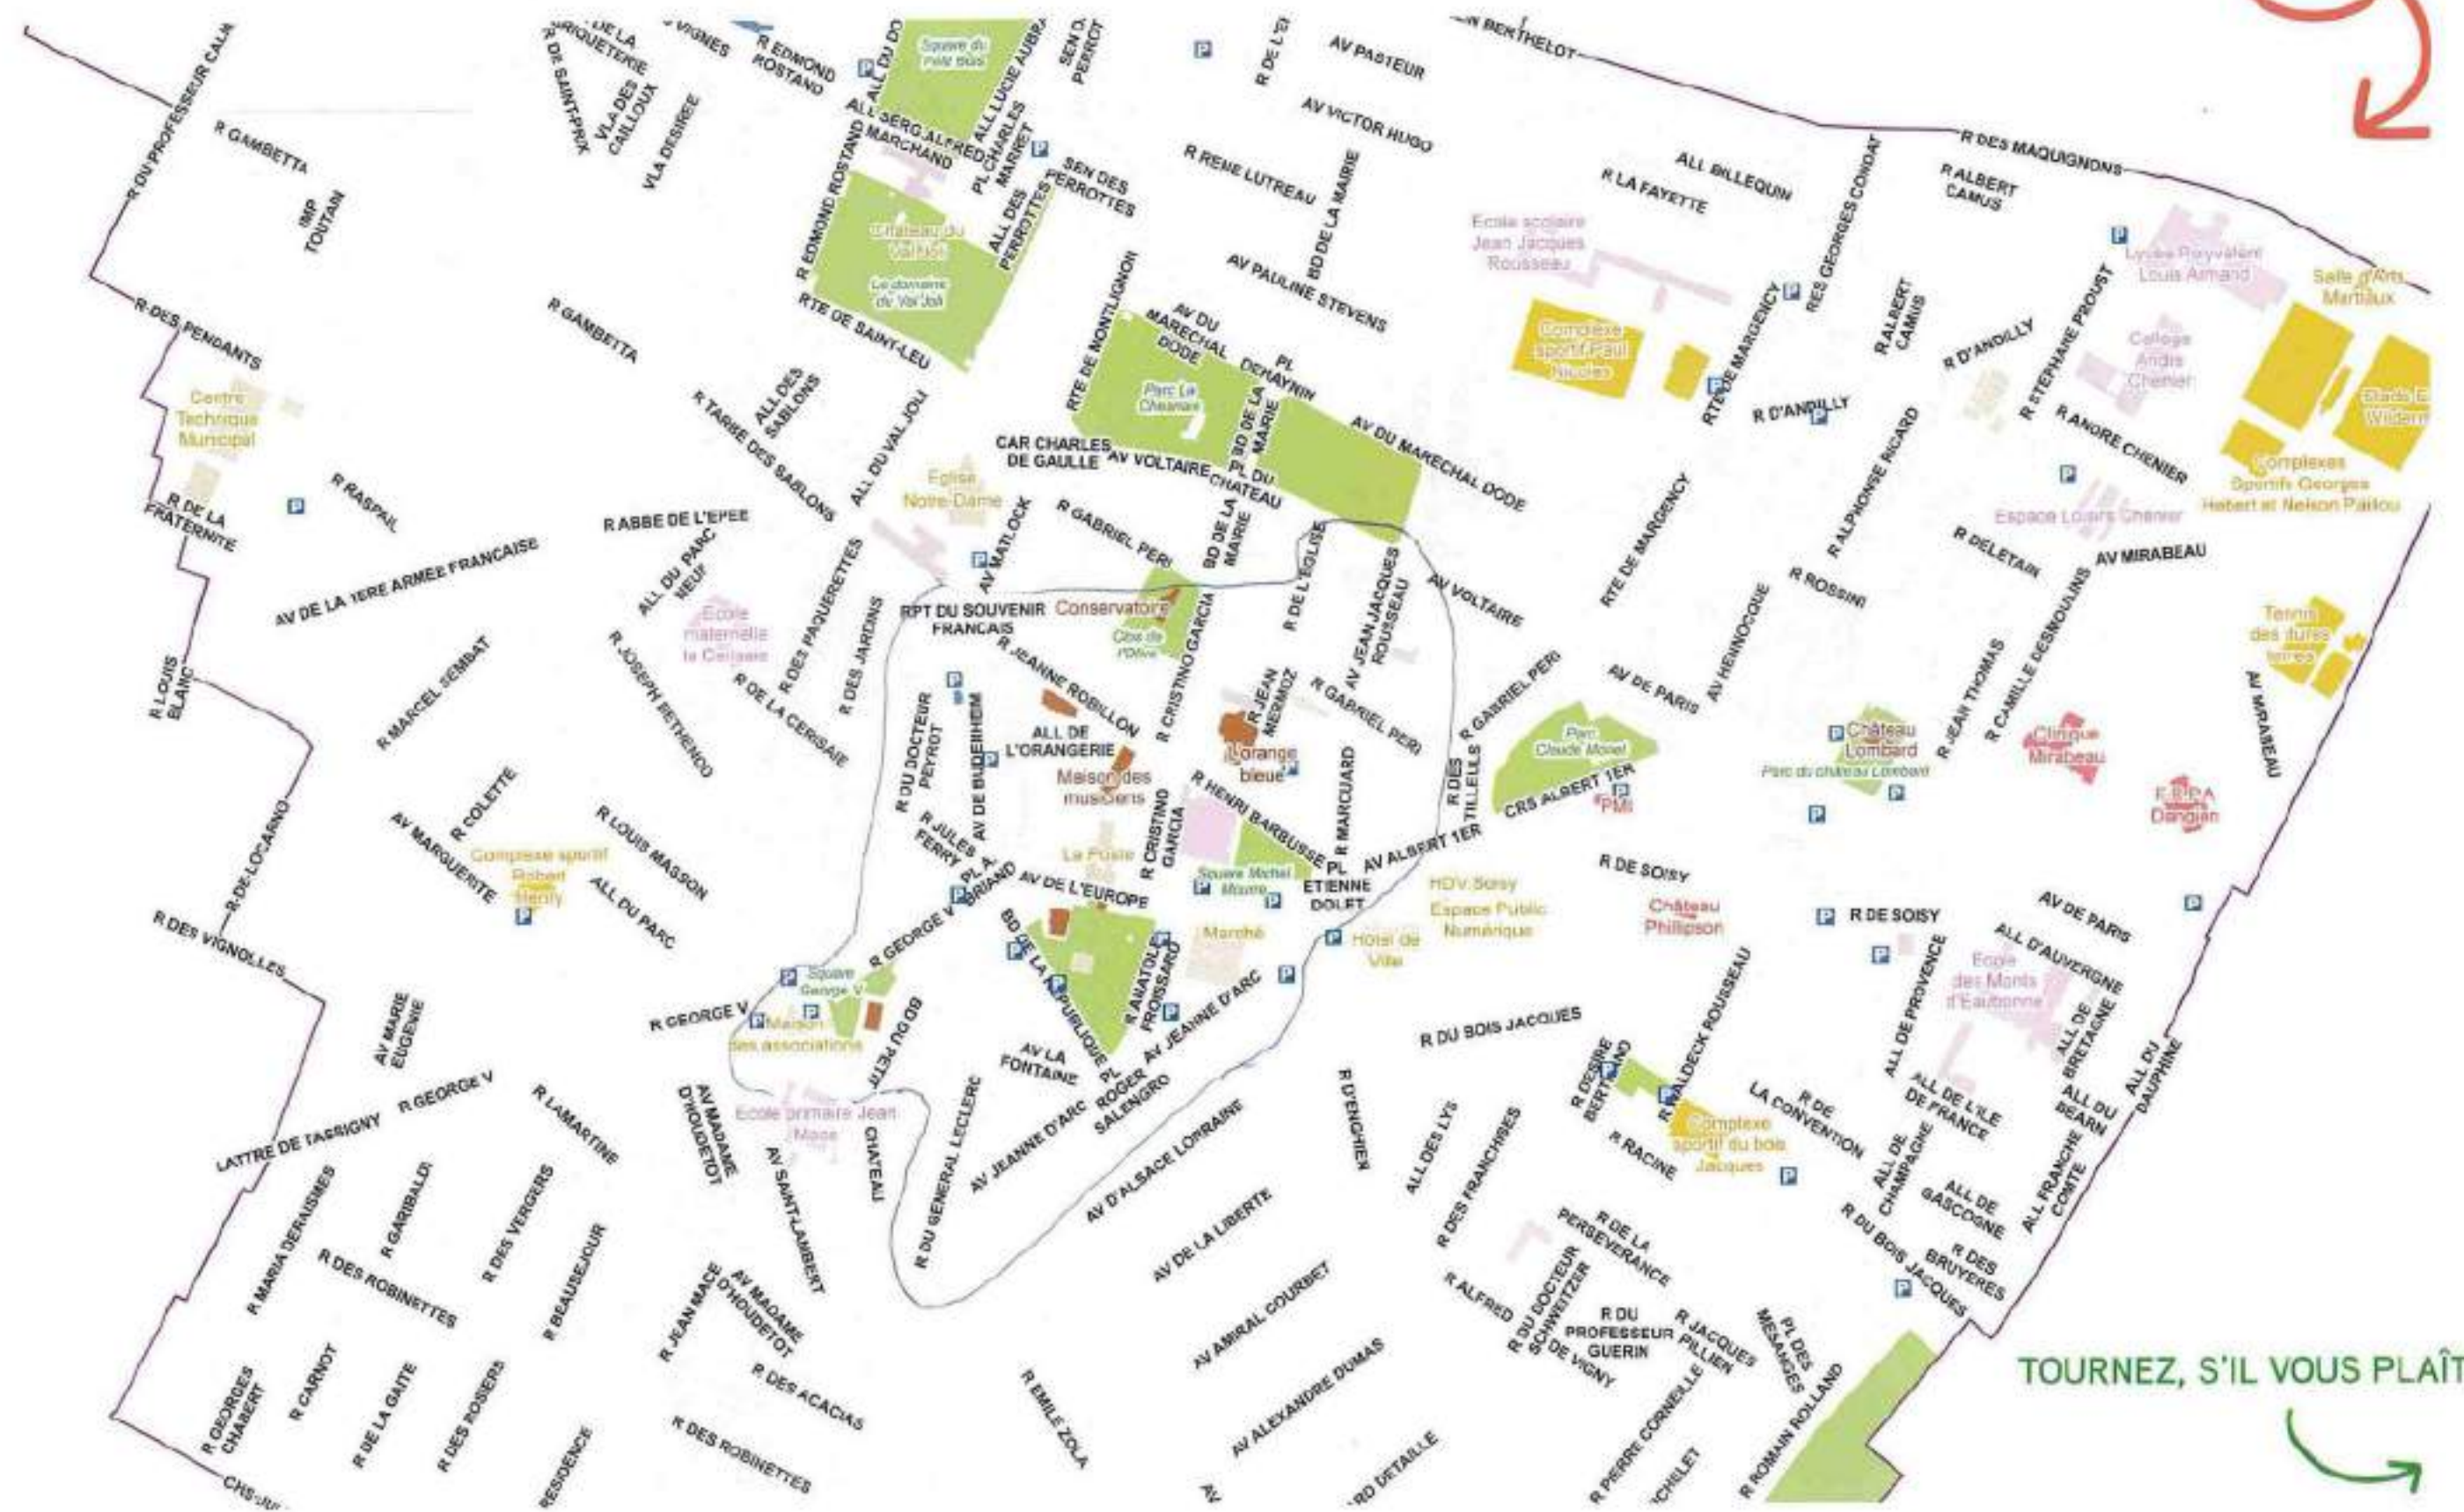 R DU PROFESSEUR
R GAMBETTA
IMP
TOUTAIN
R DE SAINT-PRIX
VLA DES
CAILLOUX
VLA DESIREE
R EDMOND
ROSTAND
Square du
Petit Bois
ALL LUCIE
SEN D.
PERROT
ALL SERG ALFRED
MARCHAND
PL CHARLES
MARINET
R EDMOND ROSTAND
SEN DES
PERROTTES
ALL DES
PERROTTES
Le domaine
du Val Joli
RTE DE SAINT-LEU
AV PASTEUR
AV VICTOR HUGO
R RENE LUTREAU
BD DE LA MAIRIE
AV PAULINE STEVENS
BERTHELOT
R DES MAQUIGNONS
ALL BILLEQUIN
R LA FAYETTE
RES GEORGES CONDAT
R ALBERT
CAMUS
Ecole scolaire
Jean Jacques
Rousseau
Complexe
sportif Paul
Nicolas
RTE DE MARGENCY
R ALBERT
CAMUS
R D'ANDILLY
R STEPHANE PROUST
Lycée Polyvalent
Louis Armand
Salle d'Arts
Martiaux
College
André
Chenier
R D'ANDILLY
R ANDRE CHENIER
Complexes
Sportifs Georges
Hebert et Nelson Paillou
R DES PENDANTS
Centre
Technique
Municipal
R GAMBETTA
ALL DES
SABLONS
R TARBE DES SABLONS
ALL DU VAL JOLI
RTE DE MONTLIGNON
AV DU
MARECHAL
DODE
PL
DEHAYNIN
Parc La
Chesnaie
BD DE LA
MAIRIE
AV DU MARECHAL DODE
CAR CHARLES
DE GAULLE
AV VOLTAIRE
PL DU
CHATEAU
Eglise
Notre-Dame
R DE LA
FRATERNITE
R RASPAIL
R ABBE DE L'EPEE
AV DE LA 1ERE ARMEE FRANCAISE
ALL DU PARC
NEUF
R DES PAQUERETTES
AV MATLOCK
R GABRIEL PERI
BD DE LA
MAIRIE
R DE L'EGLISE
AV JEAN JACQUES
ROUSSEAU
AV VOLTAIRE
RTE DE MARGENCY
R ALPHONSE RICARD
R ROSSINI
Espace Loisirs Chenier
R DELETAIN
AV MIRABEAU
R CAMILLE DESMOULINS
Ecole
maternelle
la Cerisaie
R DES JARDINS
RPT DU SOUVENIR
FRANCAIS
Conservatoire
Clos de
l'Olive
R JEANNE ROBILLON
R CRISTINO GARCIA
R JEAN
MERMOZ
R GABRIEL PERI
R GABRIEL PERI
AV DE PARIS
AV HENNOCQUE
R JEAN THOMAS
Tennis
des dures
terres
AV MIRABEAU
R LOUIS
BLANC
R MARCEL SEMBAT
R JOSEPH BETHENOD
R DE LA CERISAIE
R DU DOCTEUR
PEYROT
AV DE BUDENHEIM
ALL DE
L'ORANGERIE
Maison des
musiciens
L'orange
bleue
R MARCUARD
R DES
TILLEULS
Parc
Claude Monet
CRS ALBERT 1ER
PMI
Château
Lombard
Parc du château Lombard
Clinique
Mirabeau
Dangien
R COLETTE
AV MARGUERITE
R LOUIS MASSON
Complexe sportif
Robert
Henry
ALL DU PARC
R JULES
FERRY
PL A.
BRIAND
La Poste
R CRISTINO
GARCIA
R HENRI BARBUSSE
AV DE L'EUROPE
Square Michel
Mourre
PL
ETIENNE
DOLET
AV ALBERT 1ER
HDV Soisy
Espace Public
Numérique
R DE SOISY
Château
Philipson
R DE SOISY
AV DE PARIS
R DE LOCARNO
R DES VIGNOLLES
R GEORGE V
BD DE LA REPUBLIQUE
R ANATOLE
FROISSARD
Marché
Hôtel de
Ville
ALL D'AUVERGNE
Ecole
des Monts
d'Eaubonne
Square
George V
R GEORGE V
Maison
des associations
BD DU PETIT
CHATEAU
AV MARIE
EUGENIE
AV LA
FONTAINE
PL
ROGER
SALENGRO
AV JEANNE D'ARC
R DU BOIS JACQUES
R DESIRE
BERTRAND
R WALDECK ROUSSEAU
ALL DE PROVENCE
ALL DE
BRETAGNE
ALL DU
DAUPHINE
LATTRE DE TASSIGNY
R GEORGE V
R LAMARTINE
AV MADAME
D'HOUDETOT
Ecole primaire Jean
Mace
R DU GENERAL LECLERC
AV JEANNE D'ARC
AV D'ALSACE LORRAINE
R D'ENGHIEN
ALL DES LYS
R DES FRANCHISES
R RACINE
Complexe
sportif du bois
Jacques
R DE
LA CONVENTION
ALL DE L'ILE
DE FRANCE
ALL DU
BEARN
ALL DE
CHAMPAGNE
ALL DE
GASCOGNE
ALL FRANCHE
COMTE
R MARIA DERAISMES
R GARIBALDI
R DES VERGERS
R BEAUSEJOUR
R DES ROBINETTES
AV SAINT-LAMBERT
R JEAN MACE
AV MADAME
D'HOUDETOT
AV DE LA LIBERTE
AV AMIRAL COURBET
R DE LA
PERSEVERANCE
R ALFRED
DE VIGNY
R DU DOCTEUR
SCHWEITZER
R DU
PROFESSEUR
GUERIN
R JACQUES
PILLIEN
PL DES
MESANGES
R DU BOIS JACQUES
R DES
BRUYERES
R GEORGES
CHABERT
R CARNOT
R DE LA GAITE
R DES ROSIERS
R DES ACACIAS
R DES ROBINETTES
R EMILE ZOLA
AV ALEXANDRE DUMAS
R PIERRE CORNEILLE
R ROMAIN ROLLAND
TOURNEZ, S'IL VOUS PLAÎT